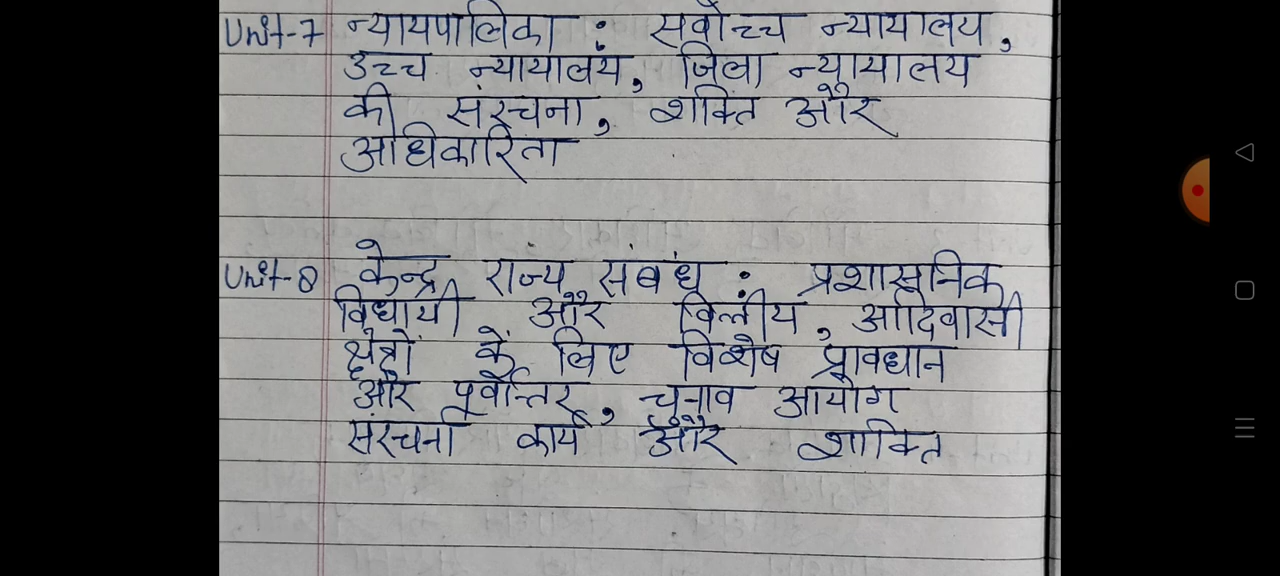 Unit-7 न्यायपालिका : सर्वोच्च न्यायालय,
उच्च न्यायालय, जिला न्यायालय
की संरचना, शक्ति और
अधिकारिता
Unit-8 केन्द्र राज्य संबंध : प्रशासनिक
विधायी और वित्तीय, आदिवासी
क्षेत्रों के लिए विशेष प्रावधान
और पूर्वोत्तर, चुनाव आयोग
संरचना कार्य और शक्ति